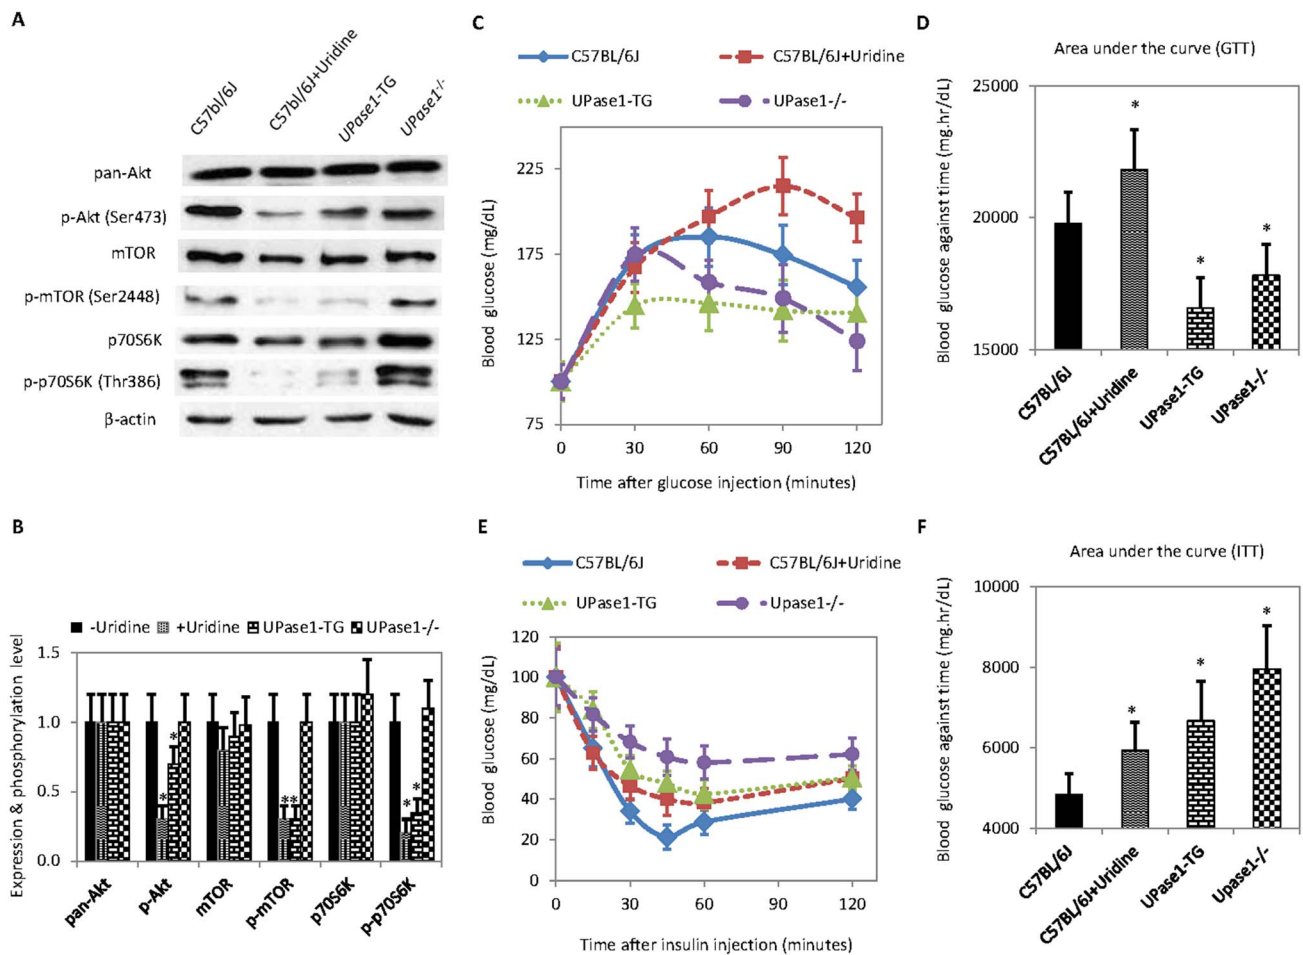 A
C57bl/6J
C57bl/6J+Uridine
UPase1-TG
UPase1-/-
pan-Akt
p-Akt (Ser473)
mTOR
p-mTOR (Ser2448)
p70S6K
p-p70S6K (Thr386)
β-actin
B
-Uridine +Uridine UPase1-TG UPase1-/-
Expression & phosphorylation level
1.5
1.0
0.5
0.0
* * ** * *
pan-Akt
p-Akt
mTOR
p-mTOR
p70S6K
p-p70S6K
C
C57BL/6J C57BL/6J+Uridine
UPase1-TG UPase1-/-
Blood glucose (mg/dL)
225
175
125
75
0 30 60 90 120
Time after glucose injection (minutes)
D
Area under the curve (GTT)
Blood glucose against time (mg.hr/dL)
25000
20000
15000
* * *
C57BL/6J
C57BL/6J+Uridine
UPase1-TG
UPase1-/-
E
C57BL/6J C57BL/6J+Uridine
UPase1-TG Upase1-/-
Blood glucose (mg/dL)
120
100
80
60
40
20
0
0 30 60 90 120
Time after insulin injection (minutes)
F
Area under the curve (ITT)
Blood glucose against time (mg.hr/dL)
10000
8000
6000
4000
* * *
C57BL/6J
C57BL/6J+Uridine
UPase1-TG
Upase1-/-